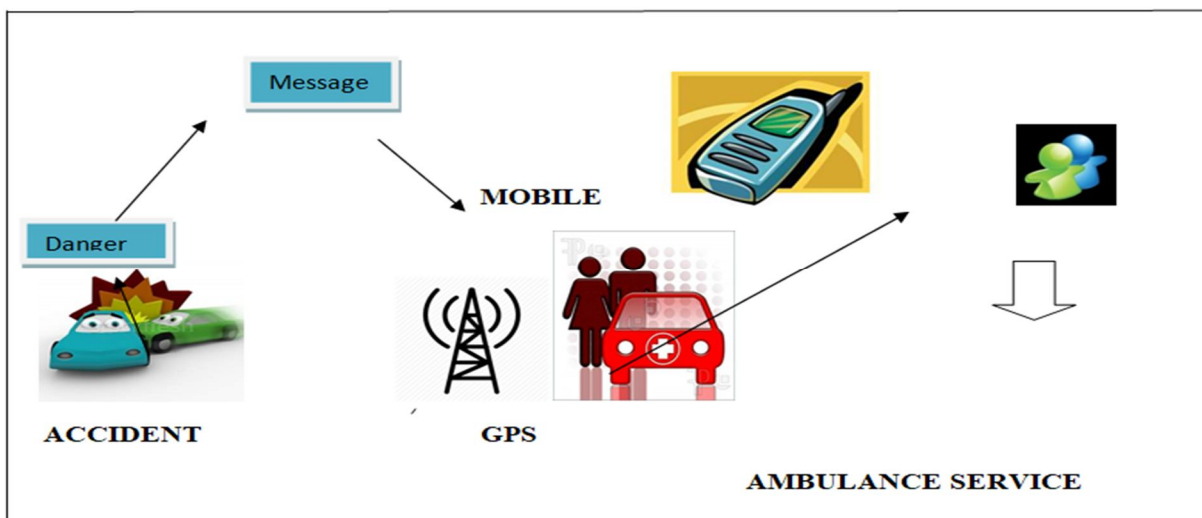 Message
MOBILE
Danger
ACCIDENT
GPS
AMBULANCE SERVICE